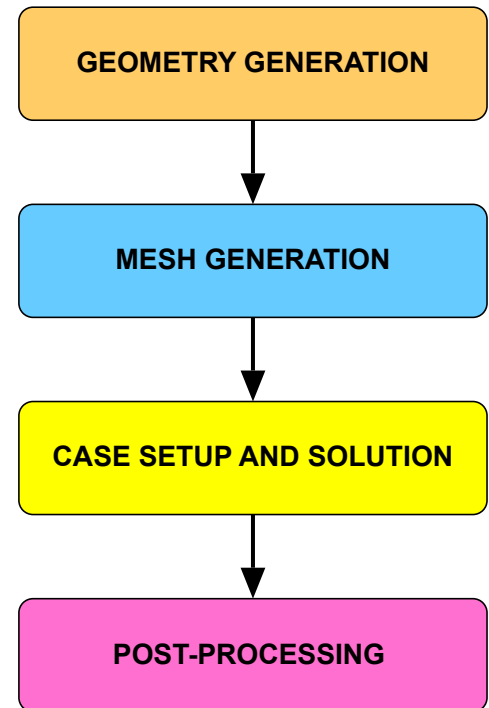 GEOMETRY GENERATION
MESH GENERATION
CASE SETUP AND SOLUTION
POST-PROCESSING